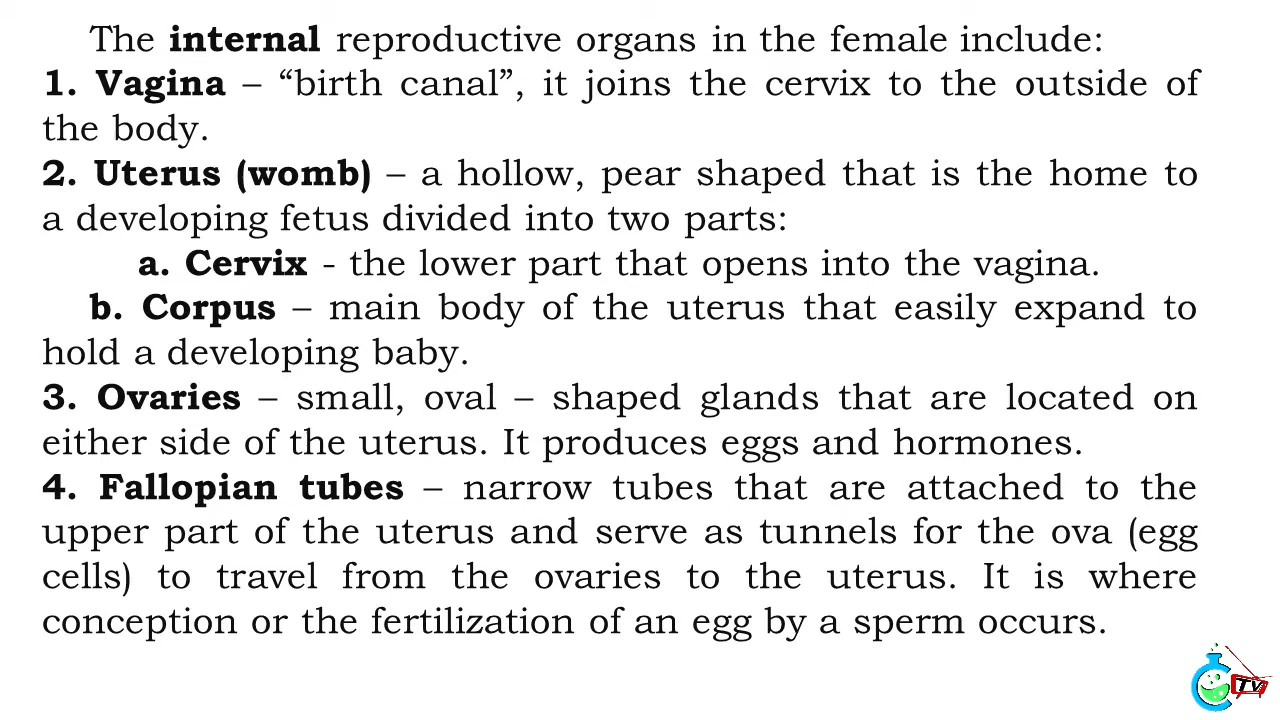 The internal reproductive organs in the female include:
1. Vagina – “birth canal”, it joins the cervix to the outside of
the body.
2. Uterus (womb) – a hollow, pear shaped that is the home to
a developing fetus divided into two parts:
a. Cervix - the lower part that opens into the vagina.
b. Corpus – main body of the uterus that easily expand to
hold a developing baby.
3. Ovaries – small, oval – shaped glands that are located on
either side of the uterus. It produces eggs and hormones.
4. Fallopian tubes – narrow tubes that are attached to the
upper part of the uterus and serve as tunnels for the ova (egg
cells) to travel from the ovaries to the uterus. It is where
conception or the fertilization of an egg by a sperm occurs.
TV